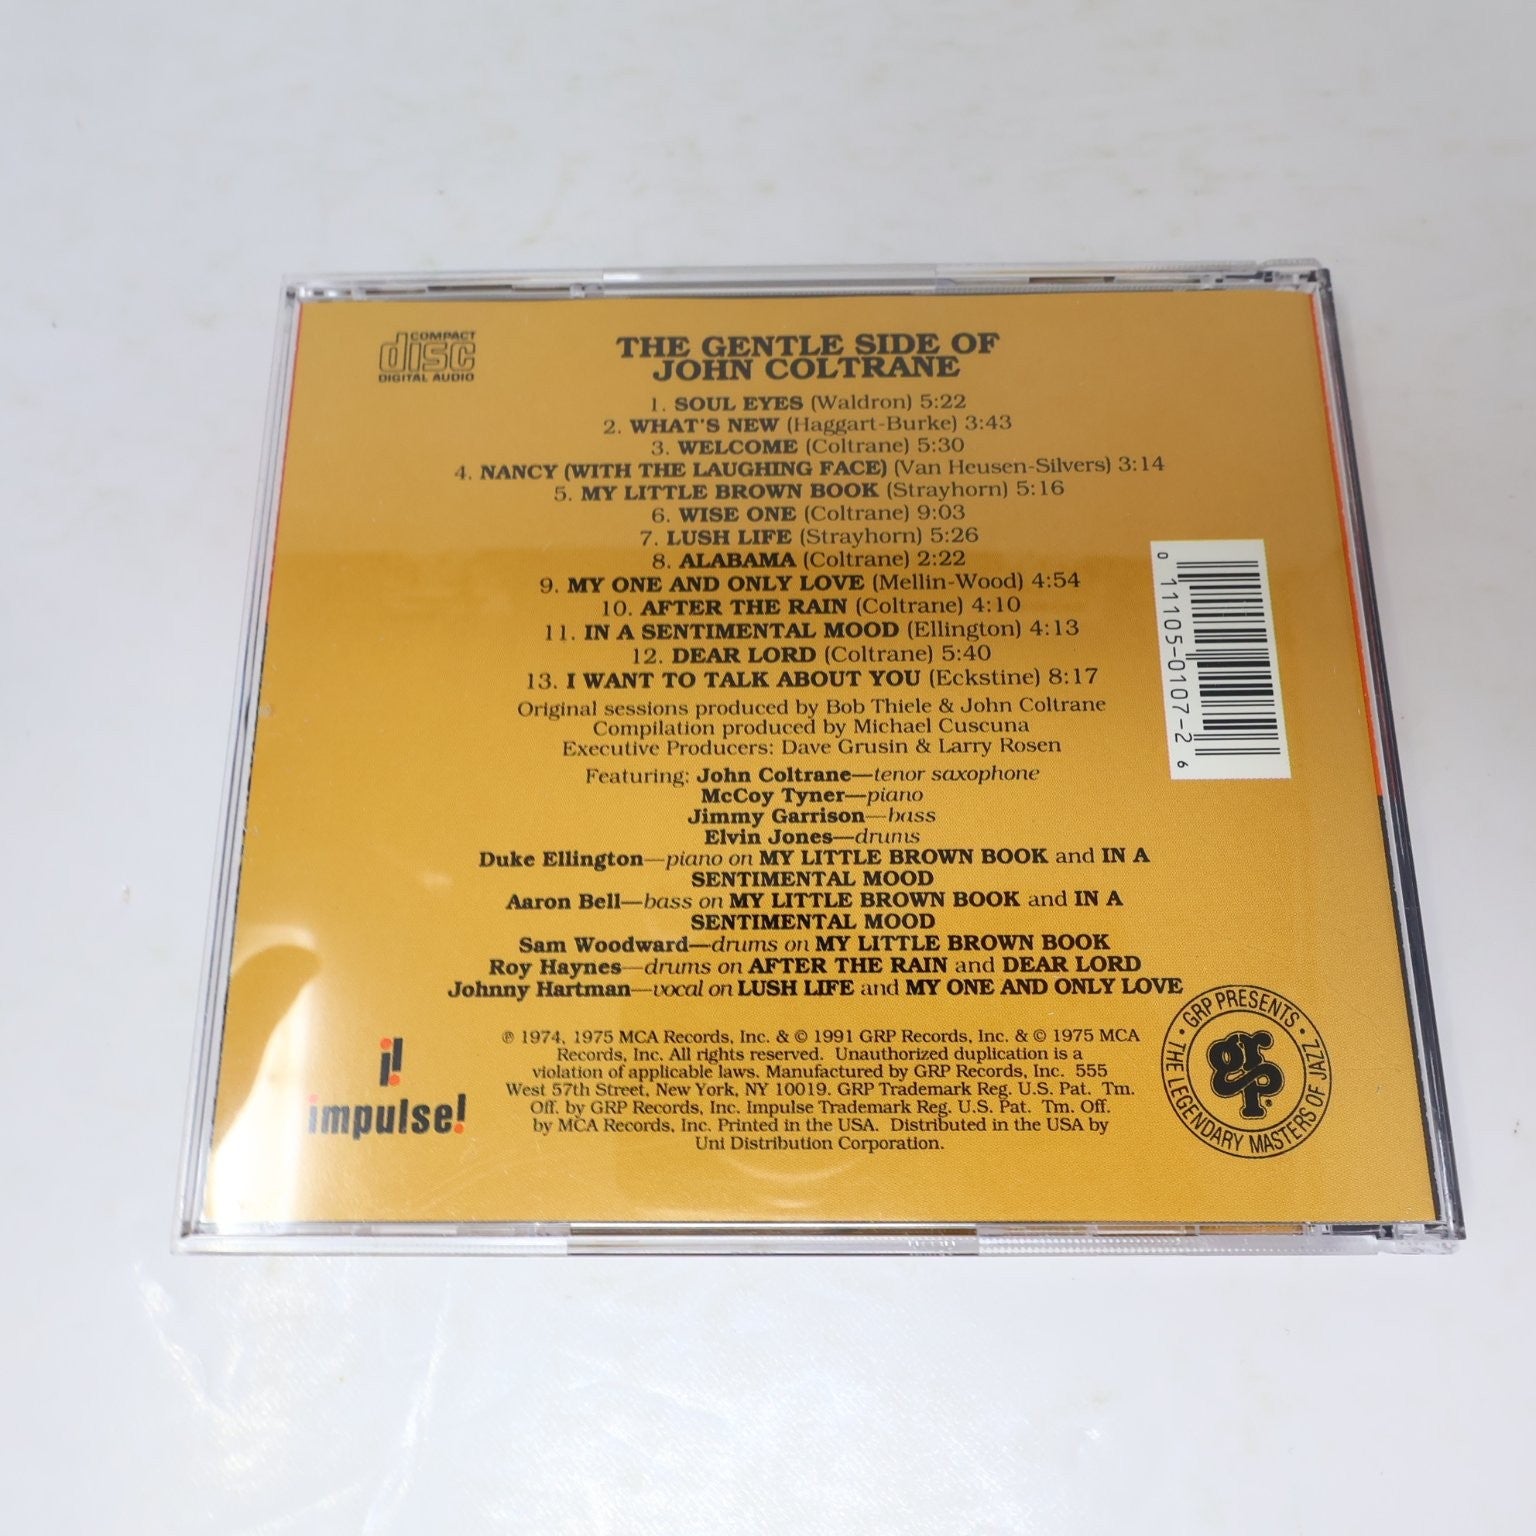 COMPACT
disc
DIGITAL AUDIO
THE GENTLE SIDE OF
JOHN COLTRANE
1. SOUL EYES (Waldron) 5:22
2. WHAT'S NEW (Haggart-Burke) 3:43
3. WELCOME (Coltrane) 5:30
4. NANCY (WITH THE LAUGHING FACE) (Van Heusen-Silvers) 3:14
5. MY LITTLE BROWN BOOK (Strayhorn) 5:16
6. WISE ONE (Coltrane) 9:03
7. LUSH LIFE (Strayhorn) 5:26
8. ALABAMA (Coltrane) 2:22
9. MY ONE AND ONLY LOVE (Mellin-Wood) 4:54
10. AFTER THE RAIN (Coltrane) 4:10
11. IN A SENTIMENTAL MOOD (Ellington) 4:13
12. DEAR LORD (Coltrane) 5:40
13. I WANT TO TALK ABOUT YOU (Eckstine) 8:17
Original sessions produced by Bob Thiele & John Coltrane
Compilation produced by Michael Cuscuna
Executive Producers: Dave Grusin & Larry Rosen
Featuring: John Coltrane—tenor saxophone
McCoy Tyner—piano
Jimmy Garrison—bass
Elvin Jones—drums
Duke Ellington—piano on MY LITTLE BROWN BOOK and IN A
SENTIMENTAL MOOD
Aaron Bell—bass on MY LITTLE BROWN BOOK and IN A
SENTIMENTAL MOOD
Sam Woodward—drums on MY LITTLE BROWN BOOK
Roy Haynes—drums on AFTER THE RAIN and DEAR LORD
Johnny Hartman—vocal on LUSH LIFE and MY ONE AND ONLY LOVE
℗ 1974, 1975 MCA Records, Inc. & © 1991 GRP Records, Inc. & © 1975 MCA
Records, Inc. All rights reserved. Unauthorized duplication is a
violation of applicable laws. Manufactured by GRP Records, Inc. 555
West 57th Street, New York, NY 10019. GRP Trademark Reg. U.S. Pat. Tm.
Off. by GRP Records, Inc. Impulse Trademark Reg. U.S. Pat. Tm. Off.
by MCA Records, Inc. Printed in the USA. Distributed in the USA by
Uni Distribution Corporation.
i!
impulse!
0 11105-0107-2 6
• GRP PRESENTS •
THE LEGENDARY MASTERS OF JAZZ
grp®